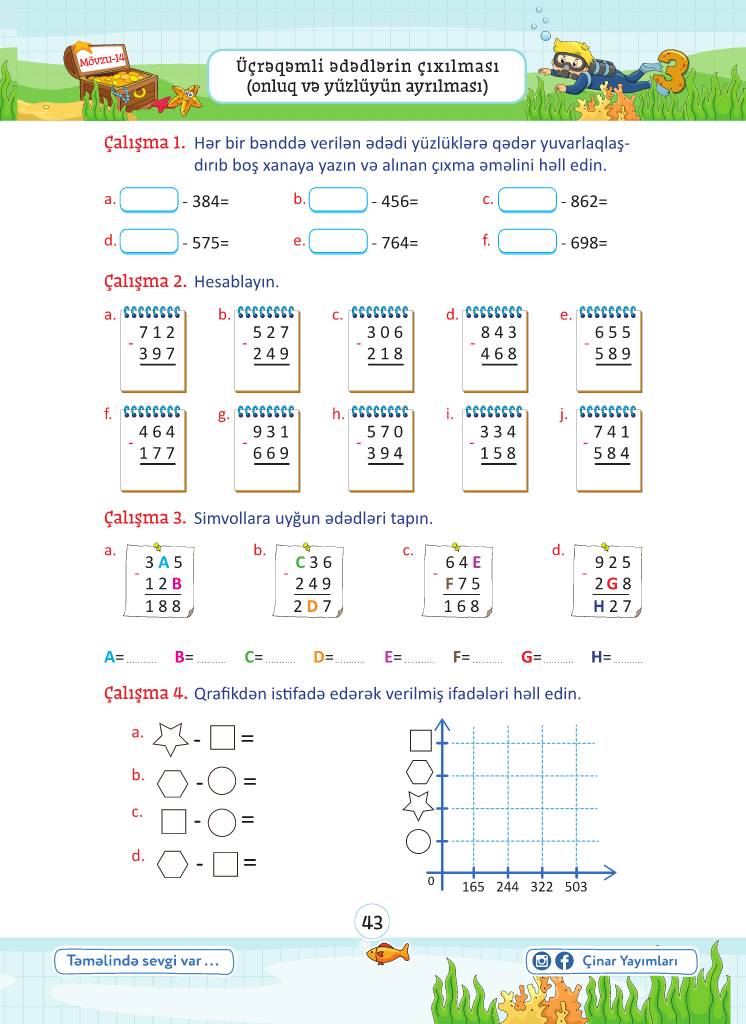 Mövzu-14
Üçrəqəmli ədədlərin çıxılması
(onluq və yüzlüyün ayrılması)
3
Çalışma 1. Hər bir bənddə verilən ədədi yüzlüklərə qədər yuvarlaqlaş-
dırıb boş xanaya yazın və alınan çıxma əməlini həll edin.
a. - 384= b. - 456= c. - 862=
d. - 575= e. - 764= f. - 698=
Çalışma 2. Hesablayın.
a. b. c. d. e.
712 527 306 843 655
- - - - -
397 249 218 468 589
f. g. h. i. j.
464 931 570 334 741
- - - - -
177 669 394 158 584
Çalışma 3. Simvollara uyğun ədədləri tapın.
a. b. c. d.
3A5 C36 64E 925
- - - -
12B 249 F75 2G8
188 2D7 168 H27
A=.......... B=.......... C=.......... D=.......... E=.......... F=.......... G=.......... H=..........
Çalışma 4. Qrafikdən istifadə edərək verilmiş ifadələri həll edin.
a. - =
b. - =
c. - =
d. - =
0 165 244 322 503
43
Təməlində sevgi var ...
Çinar Yayımları